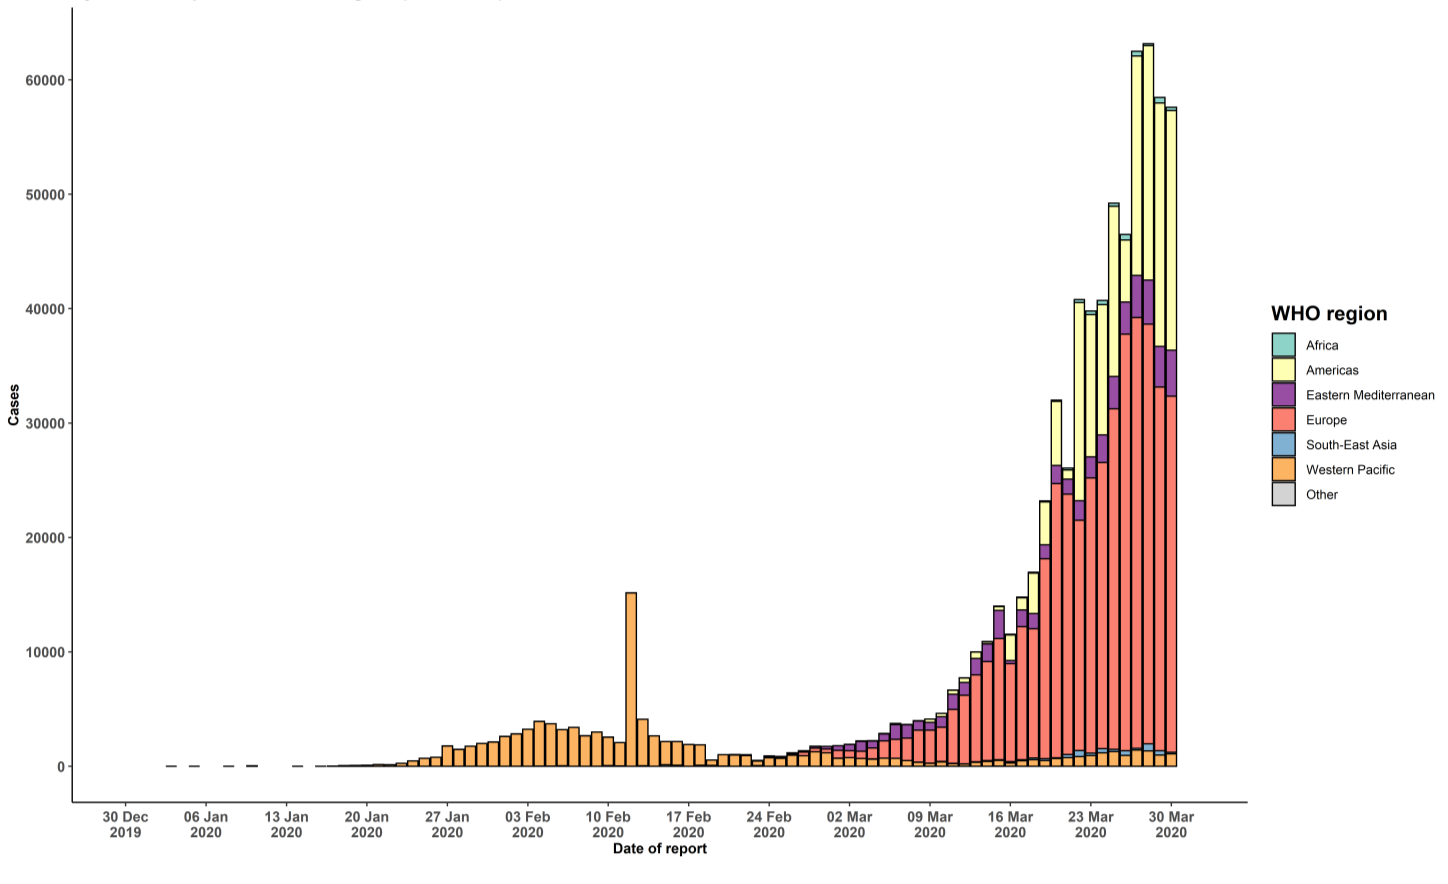 60000
50000
40000
30000
20000
10000
0
Cases
30 Dec 06 Jan 13 Jan 20 Jan 27 Jan 03 Feb 10 Feb 17 Feb 24 Feb 02 Mar 09 Mar 16 Mar 23 Mar 30 Mar
2019 2020 2020 2020 2020 2020 2020 2020 2020 2020 2020 2020 2020 2020
Date of report
WHO region
Africa
Americas
Eastern Mediterranean
Europe
South-East Asia
Western Pacific
Other